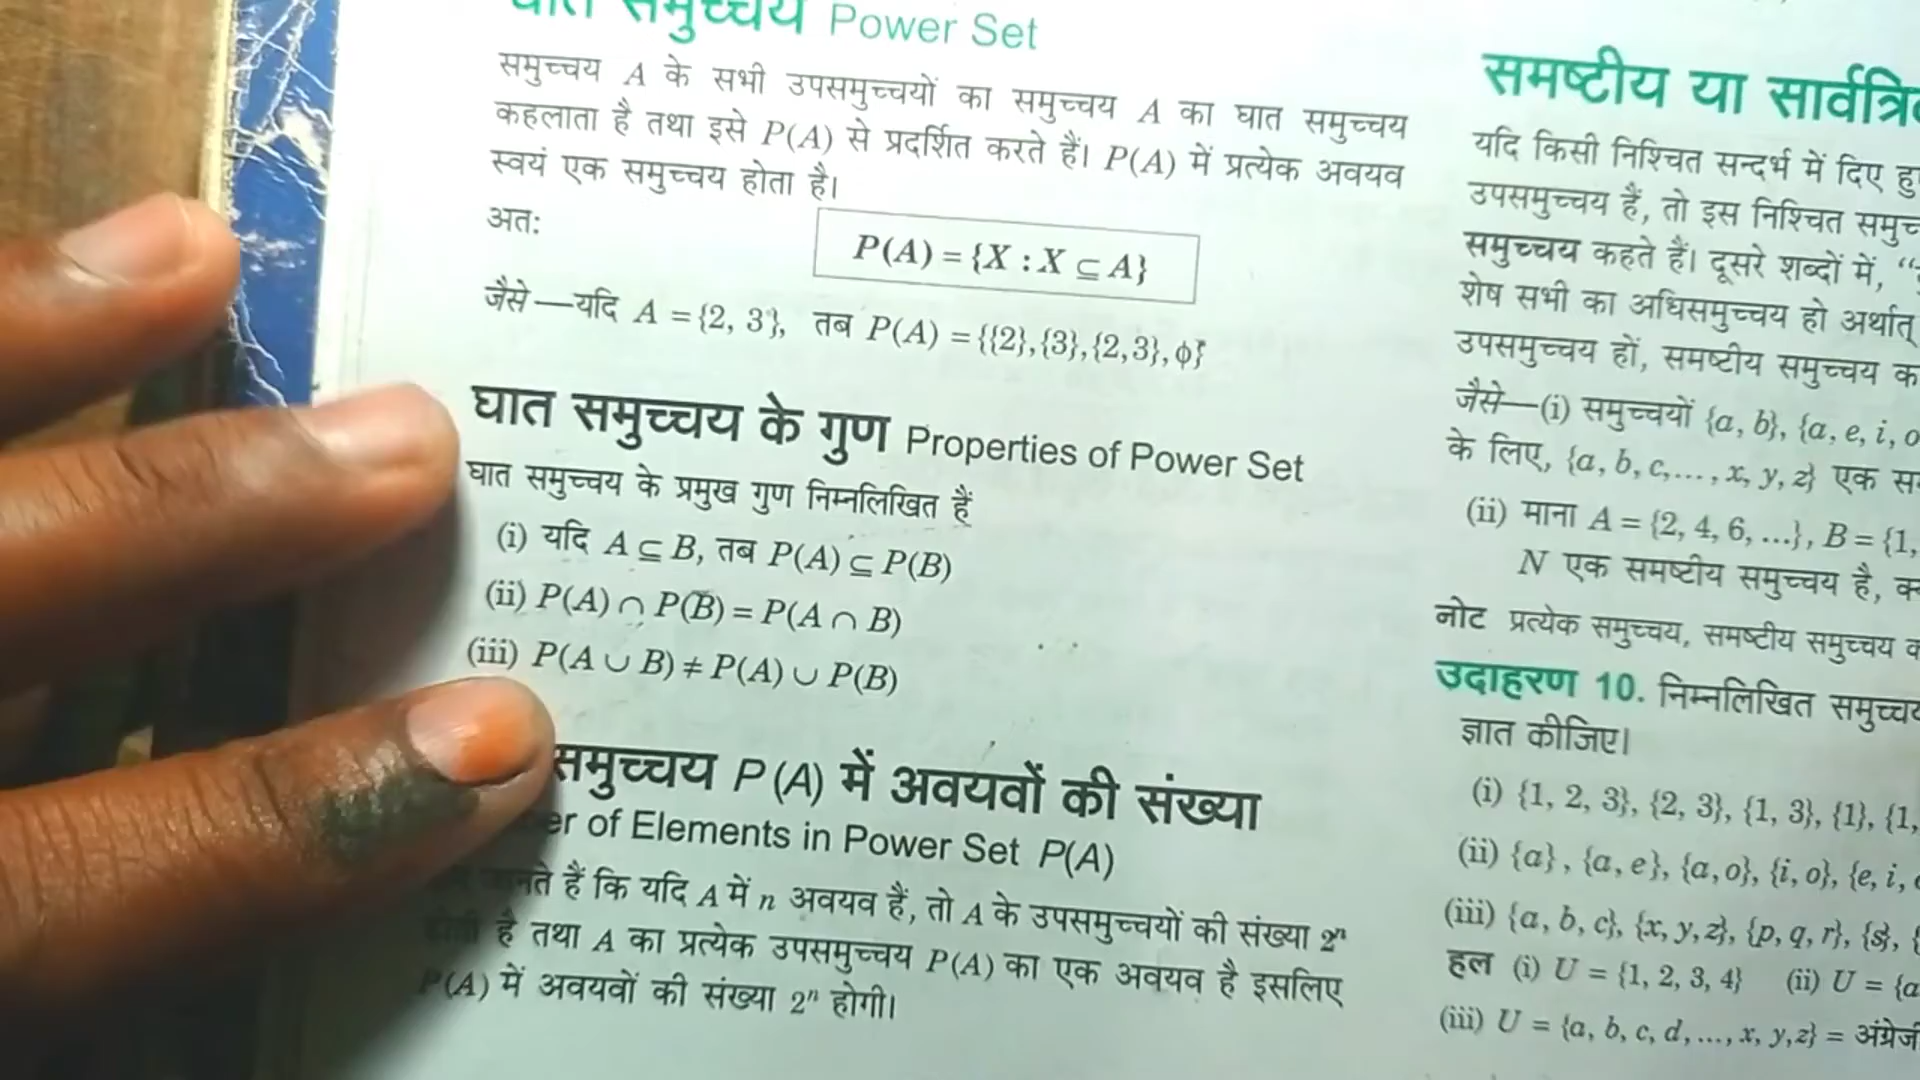 घात समुच्चय Power Set
समुच्चय A के सभी उपसमुच्चयों का समुच्चय A का घात समुच्चय
कहलाता है तथा इसे P(A) से प्रदर्शित करते हैं। P(A) में प्रत्येक अवयव
स्वयं एक समुच्चय होता है।
अतः
P(A) = {X : X ⊆ A}
जैसे—यदि A = {2, 3}, तब P(A) = {{2},{3},{2,3},ϕ}
घात समुच्चय के गुण Properties of Power Set
घात समुच्चय के प्रमुख गुण निम्नलिखित हैं
(i) यदि A ⊆ B, तब P(A) ⊆ P(B)
(ii) P(A) ∩ P(B) = P(A ∩ B)
(iii) P(A ∪ B) ≠ P(A) ∪ P(B)
समुच्चय P(A) में अवयवों की संख्या
er of Elements in Power Set P(A)
हैं कि यदि A में n अवयव हैं, तो A के उपसमुच्चयों की संख्या 2ⁿ
है तथा A का प्रत्येक उपसमुच्चय P(A) का एक अवयव है इसलिए
P(A) में अवयवों की संख्या 2ⁿ होगी।
समष्टीय या
यदि किसी निश्चित सन्दर्भ में दिए
उपसमुच्चय हैं, तो इस निश्चित
समुच्चय कहते हैं। दूसरे शब्दों में, “
शेष सभी का अधिसमुच्चय हो अर्थात्
उपसमुच्चय हों, समष्टीय समुच्चय
जैसे—(i) समुच्चयों {a, b}, {a, e, i, o
के लिए, {a, b, c,..., x, y, z} एक
(ii) माना A = {2, 4, 6, ...}, B = {1,
N एक समष्टीय समुच्चय है,
नोट प्रत्येक समुच्चय, समष्टीय समुच्चय
उदाहरण 10. निम्नलिखित
ज्ञात कीजिए।
(i) {1, 2, 3}, {2, 3}, {1, 3}, {1}, {1,
(ii) {a}, {a, e}, {a, o}, {i, o}, {e, i,
(iii) {a, b, c}, {x, y, z}, {p, q, r}, {s}, {
हल (i) U = {1, 2, 3, 4} (ii) U = {a
(iii) U = {a, b, c, d, ..., x, y, z} =